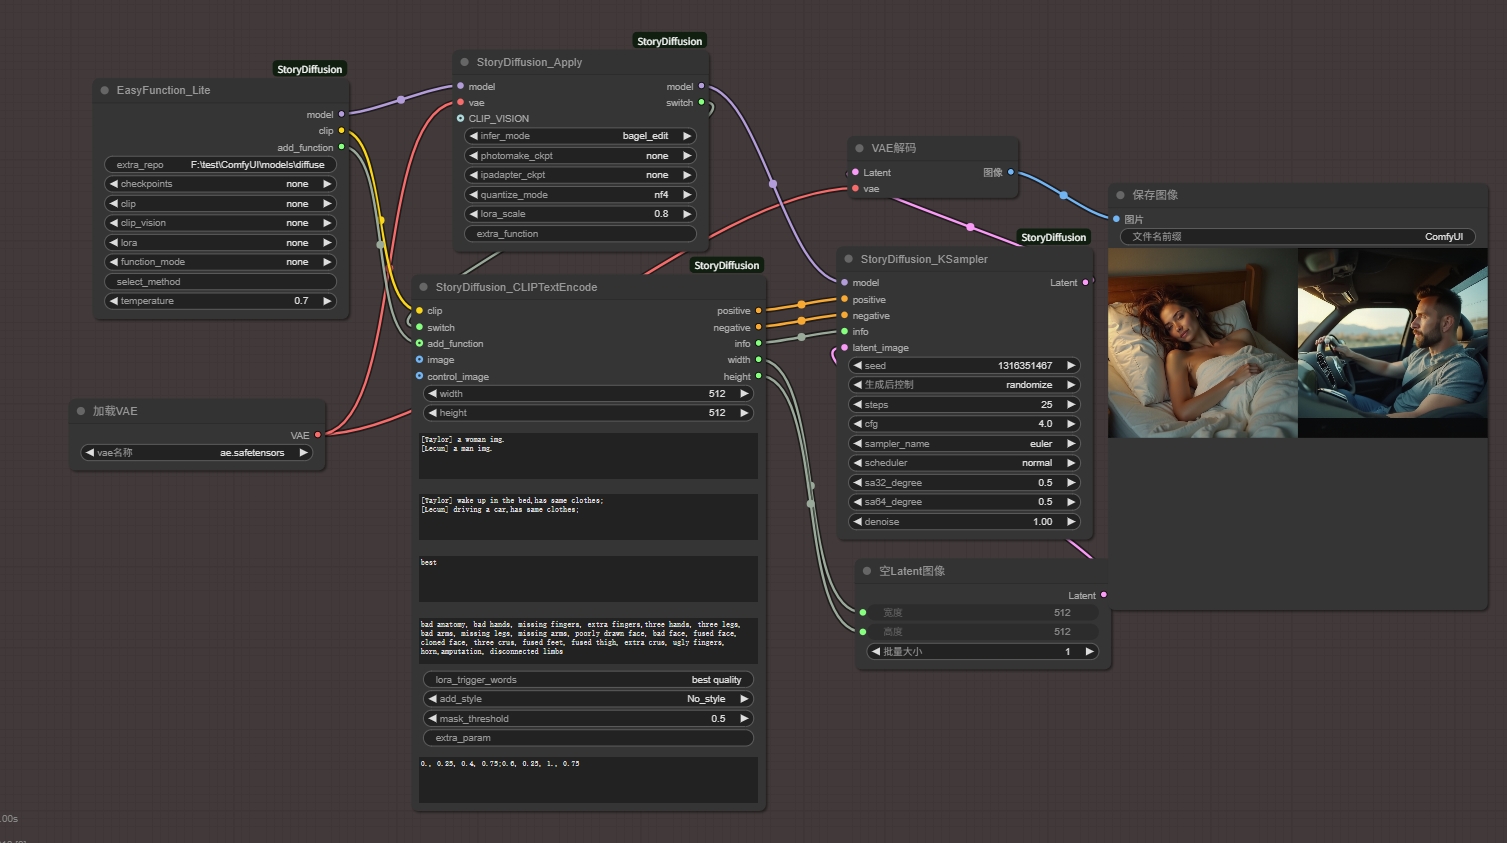 StoryDiffusion
EasyFunction_Lite
model
clip
add_function
extra_repo F:\test\ComfyUI\models\diffuse
checkpoints none
clip none
clip_vision none
lora none
function_mode none
select_method
temperature 0.7
加载VAE
VAE
vae名称 ae.safetensors
StoryDiffusion
StoryDiffusion_Apply
model model
vae switch
CLIP_VISION
infer_mode bagel_edit
photomake_ckpt none
ipadapter_ckpt none
quantize_mode nf4
lora_scale 0.8
extra_function
StoryDiffusion
StoryDiffusion_CLIPTextEncode
clip positive
switch negative
add_function info
image width
control_image height
width 512
height 512
[Taylor] a woman img.
[Lecun] a man img.
[Taylor] wake up in the bed,has same clothes;
[Lecun] driving a car,has same clothes;
best
bad anatomy, bad hands, missing fingers, extra fingers,three hands, three legs,
bad arms, missing legs, missing arms, poorly drawn face, bad face, fused face,
cloned face, three crus, fused feet, fused thigh, extra crus, ugly fingers,
horn,amputation, disconnected limbs
lora_trigger_words best quality
add_style No_style
mask_threshold 0.5
extra_param
0., 0.25, 0.4, 0.75;0.6, 0.25, 1., 0.75
VAE解码
Latent 图像
vae
StoryDiffusion
StoryDiffusion_KSampler
model Latent
positive
negative
info
latent_image
seed 1316351467
生成后控制 randomize
steps 25
cfg 4.0
sampler_name euler
scheduler normal
sa32_degree 0.5
sa64_degree 0.5
denoise 1.00
空Latent图像
Latent
宽度 512
高度 512
批量大小 1
保存图像
图片
文件名前缀 ComfyUI
.00s